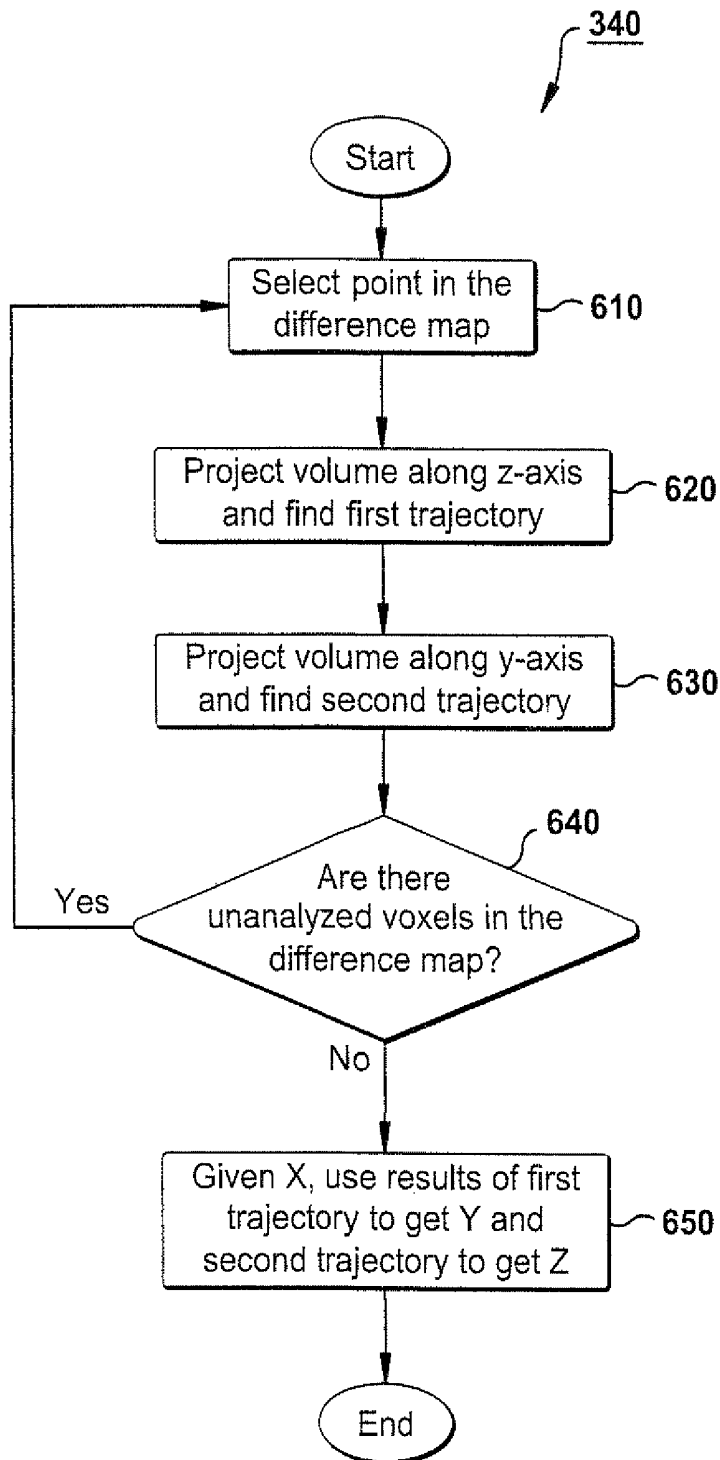 340
Start
Select point in the
difference map
610
Project volume along z-axis
and find first trajectory
620
Project volume along y-axis
and find second trajectory
630
640
Are there
unanalyzed voxels in the
difference map?
Yes
No
Given X, use results of first
trajectory to get Y and
second trajectory to get Z
650
End